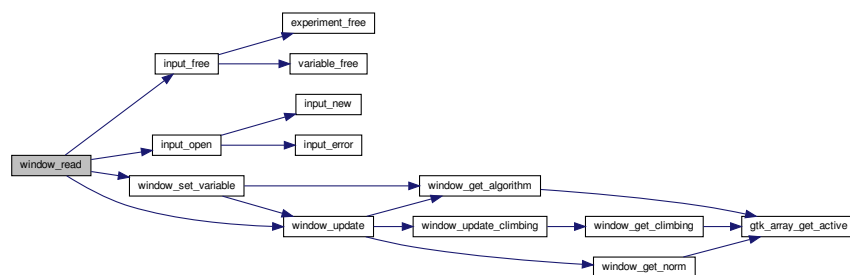 experiment_free
input_free
variable_free
input_new
input_open
input_error
window_read
window_set_variable
window_get_algorithm
window_update
window_update_climbing
window_get_climbing
gtk_array_get_active
window_get_norm